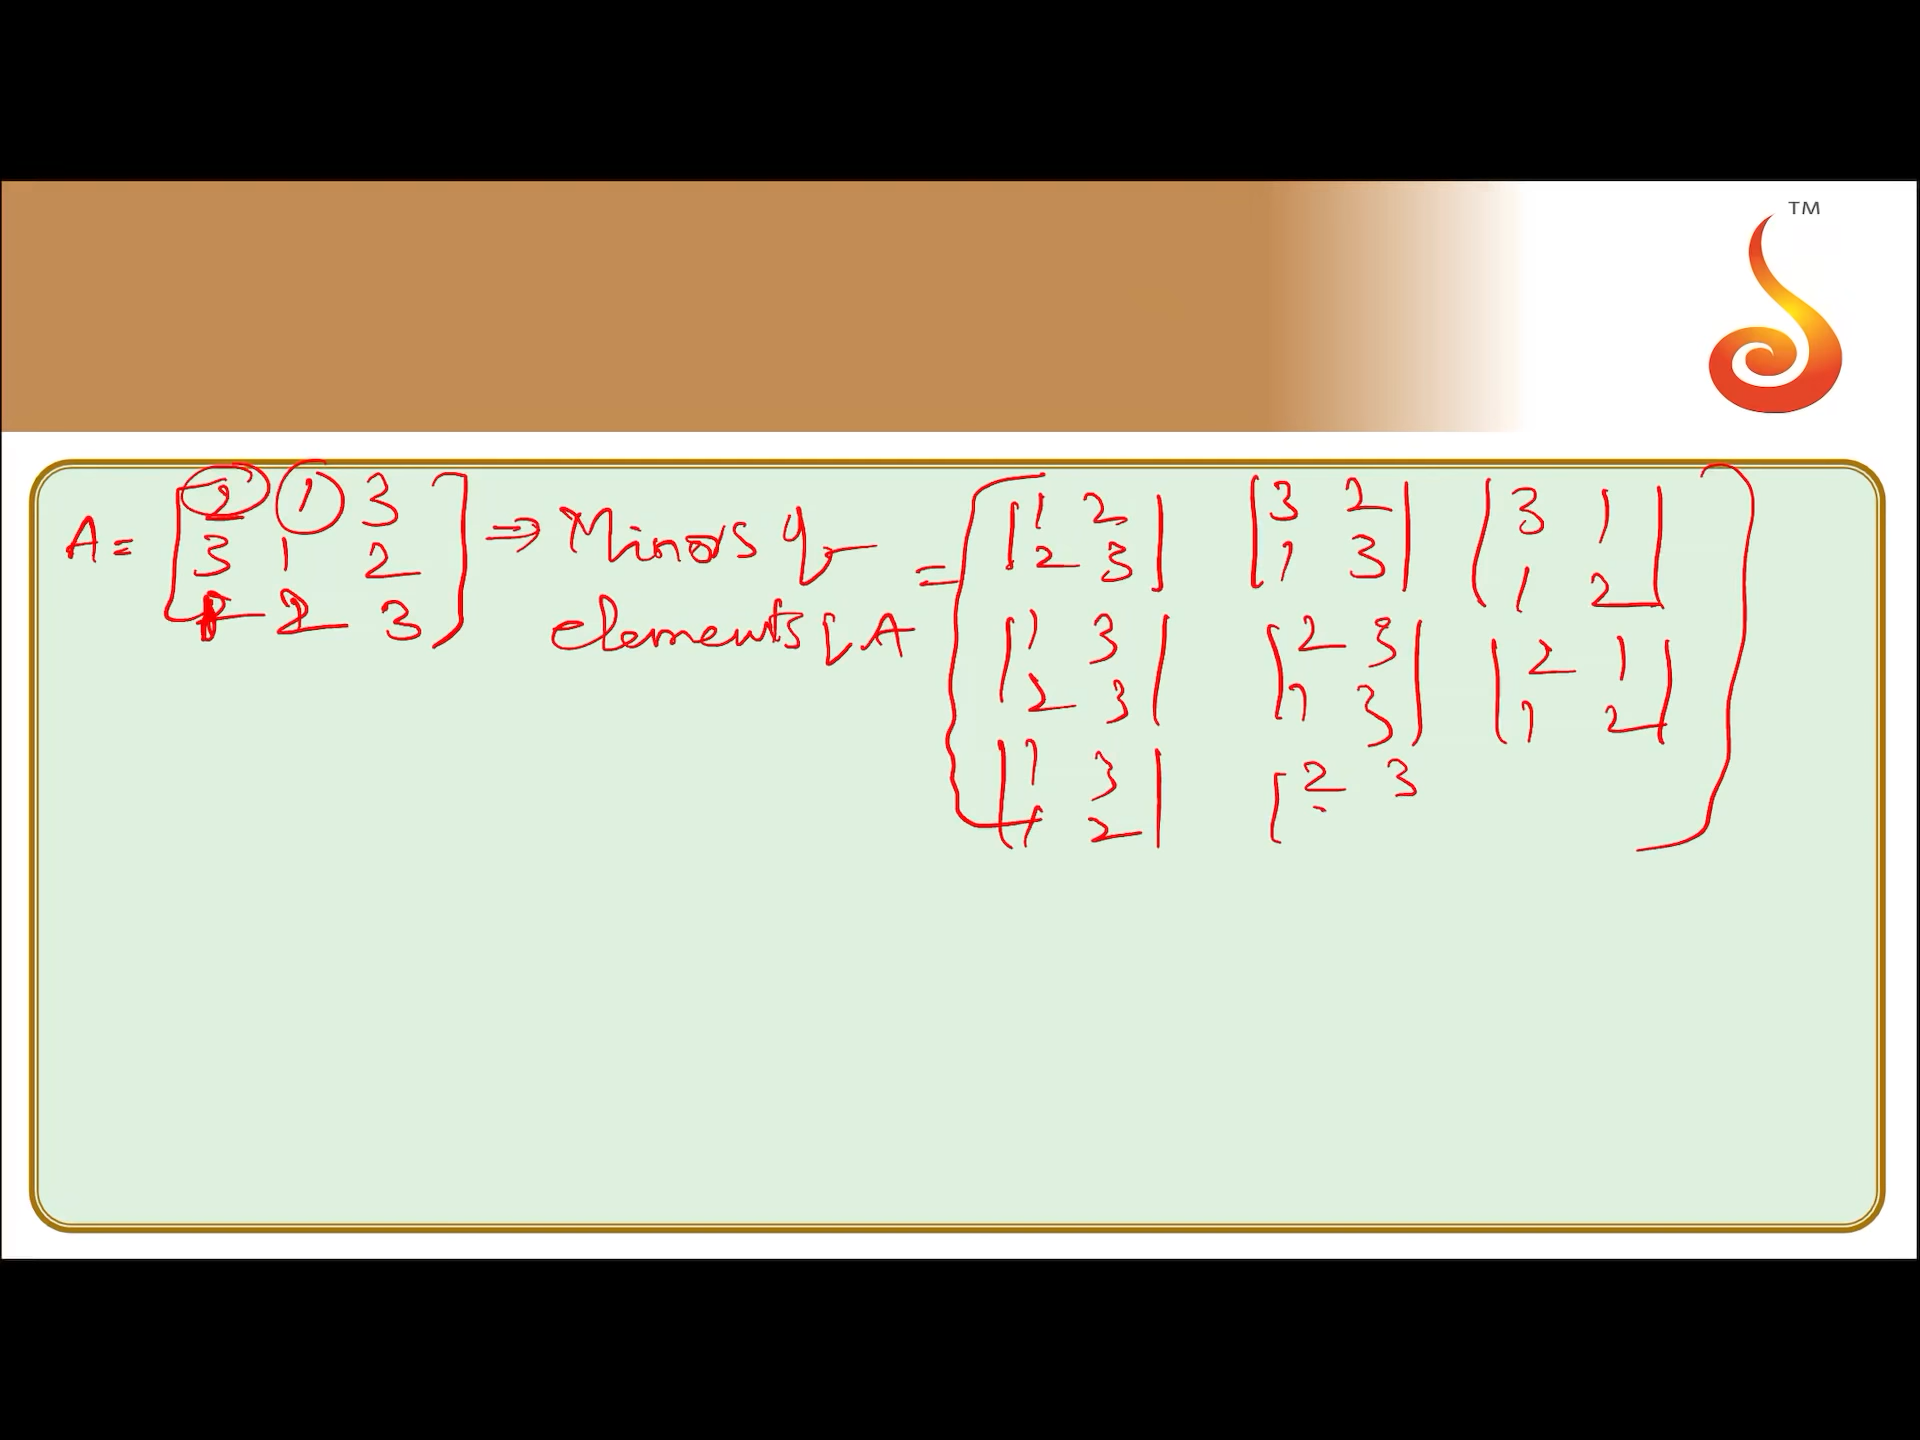 TM
A = [2 1 3 ⇒ Minors of = [|1 2 2 3| |3 2 1 3| |3 1 1 2|
3 1 2 elements of A |1 3 2 3| |2 3 1 3| |2 1 1 2|
1 2 3] |1 3 1 2| |2 3]